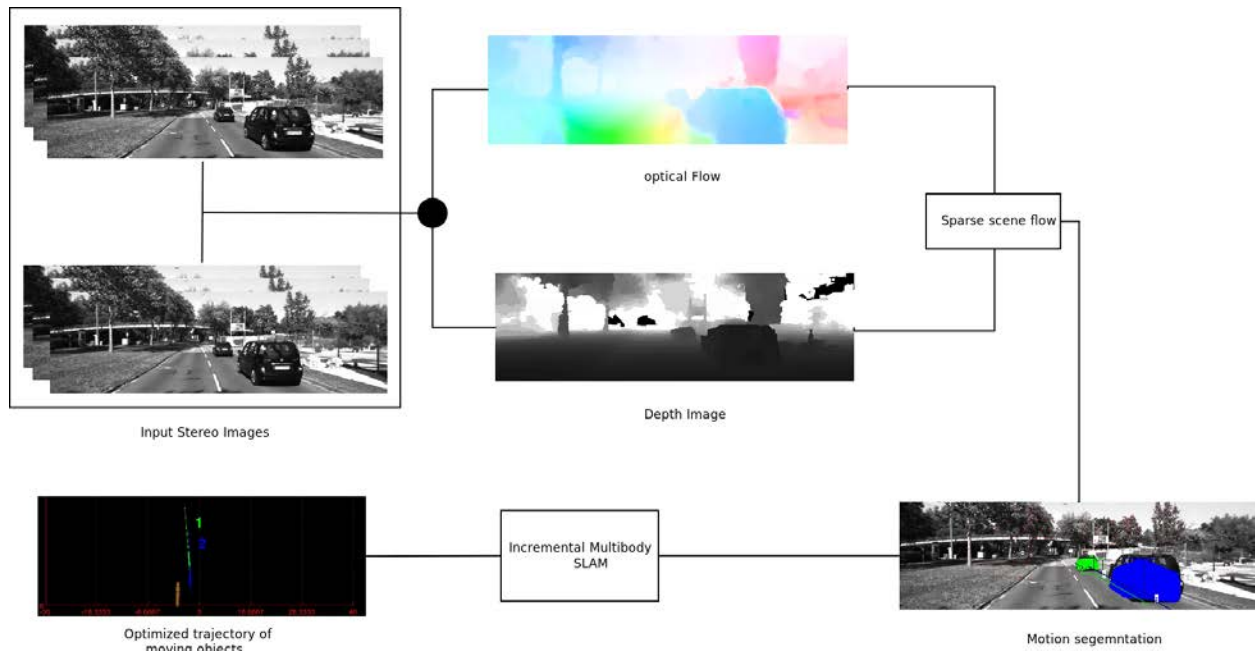 optical Flow
Sparse scene flow
Depth Image
Input Stereo Images
1
2
Incremental Multibody
SLAM
Optimized trajectory of
moving objects
Motion segemntation